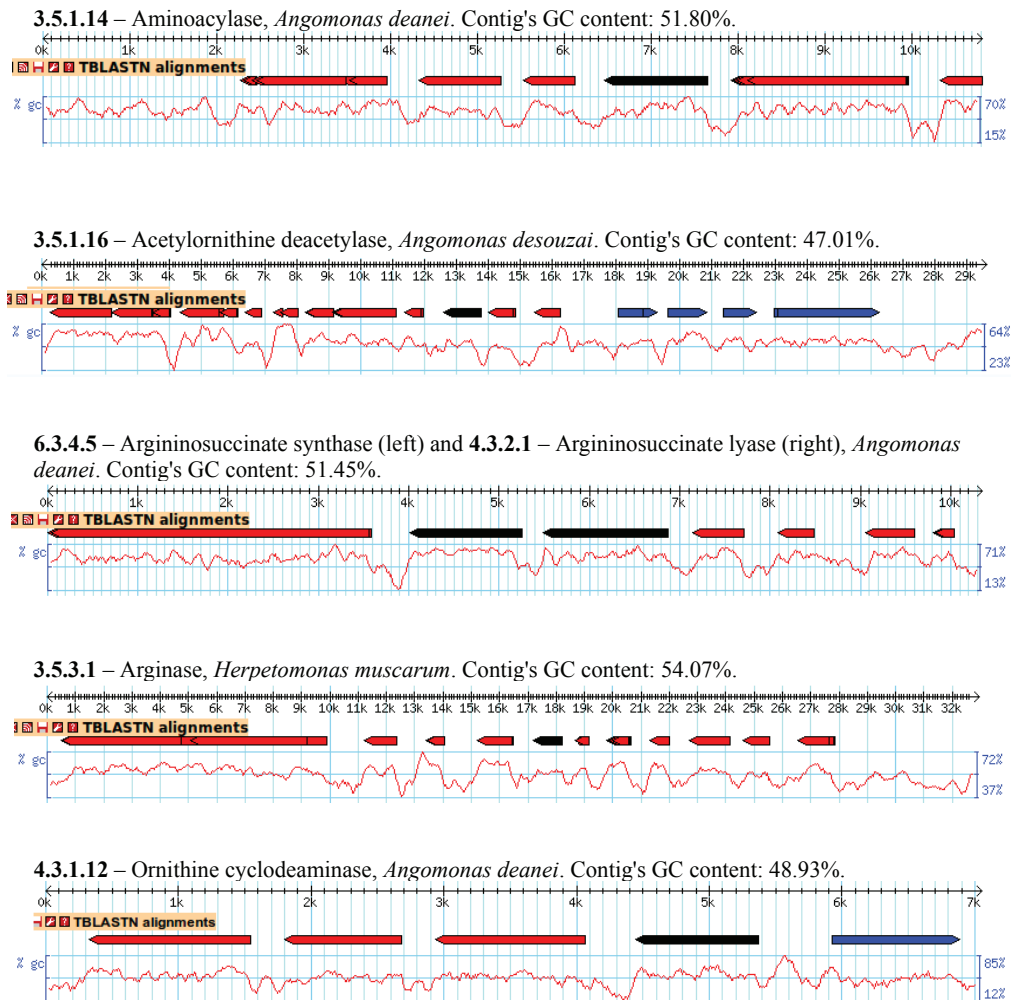 3.5.1.14 – Aminoacylase, Angomonas deanei. Contig's GC content: 51.80%.
0k 1k 2k 3k 4k 5k 6k 7k 8k 9k 10k
TBLASTN alignments
% gc 70%
15%
3.5.1.16 – Acetylornithine deacetylase, Angomonas desouzai. Contig's GC content: 47.01%.
0k 1k 2k 3k 4k 5k 6k 7k 8k 9k 10k 11k 12k 13k 14k 15k 16k 17k 18k 19k 20k 21k 22k 23k 24k 25k 26k 27k 28k 29k
TBLASTN alignments
% gc 64%
23%
6.3.4.5 – Argininosuccinate synthase (left) and 4.3.2.1 – Argininosuccinate lyase (right), Angomonas
deanei. Contig's GC content: 51.45%.
0k 1k 2k 3k 4k 5k 6k 7k 8k 9k 10k
TBLASTN alignments
% gc 71%
13%
3.5.3.1 – Arginase, Herpetomonas muscarum. Contig's GC content: 54.07%.
0k 1k 2k 3k 4k 5k 6k 7k 8k 9k 10k 11k 12k 13k 14k 15k 16k 17k 18k 19k 20k 21k 22k 23k 24k 25k 26k 27k 28k 29k 30k 31k 32k
TBLASTN alignments
% gc 72%
37%
4.3.1.12 – Ornithine cyclodeaminase, Angomonas deanei. Contig's GC content: 48.93%.
0k 1k 2k 3k 4k 5k 6k 7k
TBLASTN alignments
% gc 85%
12%